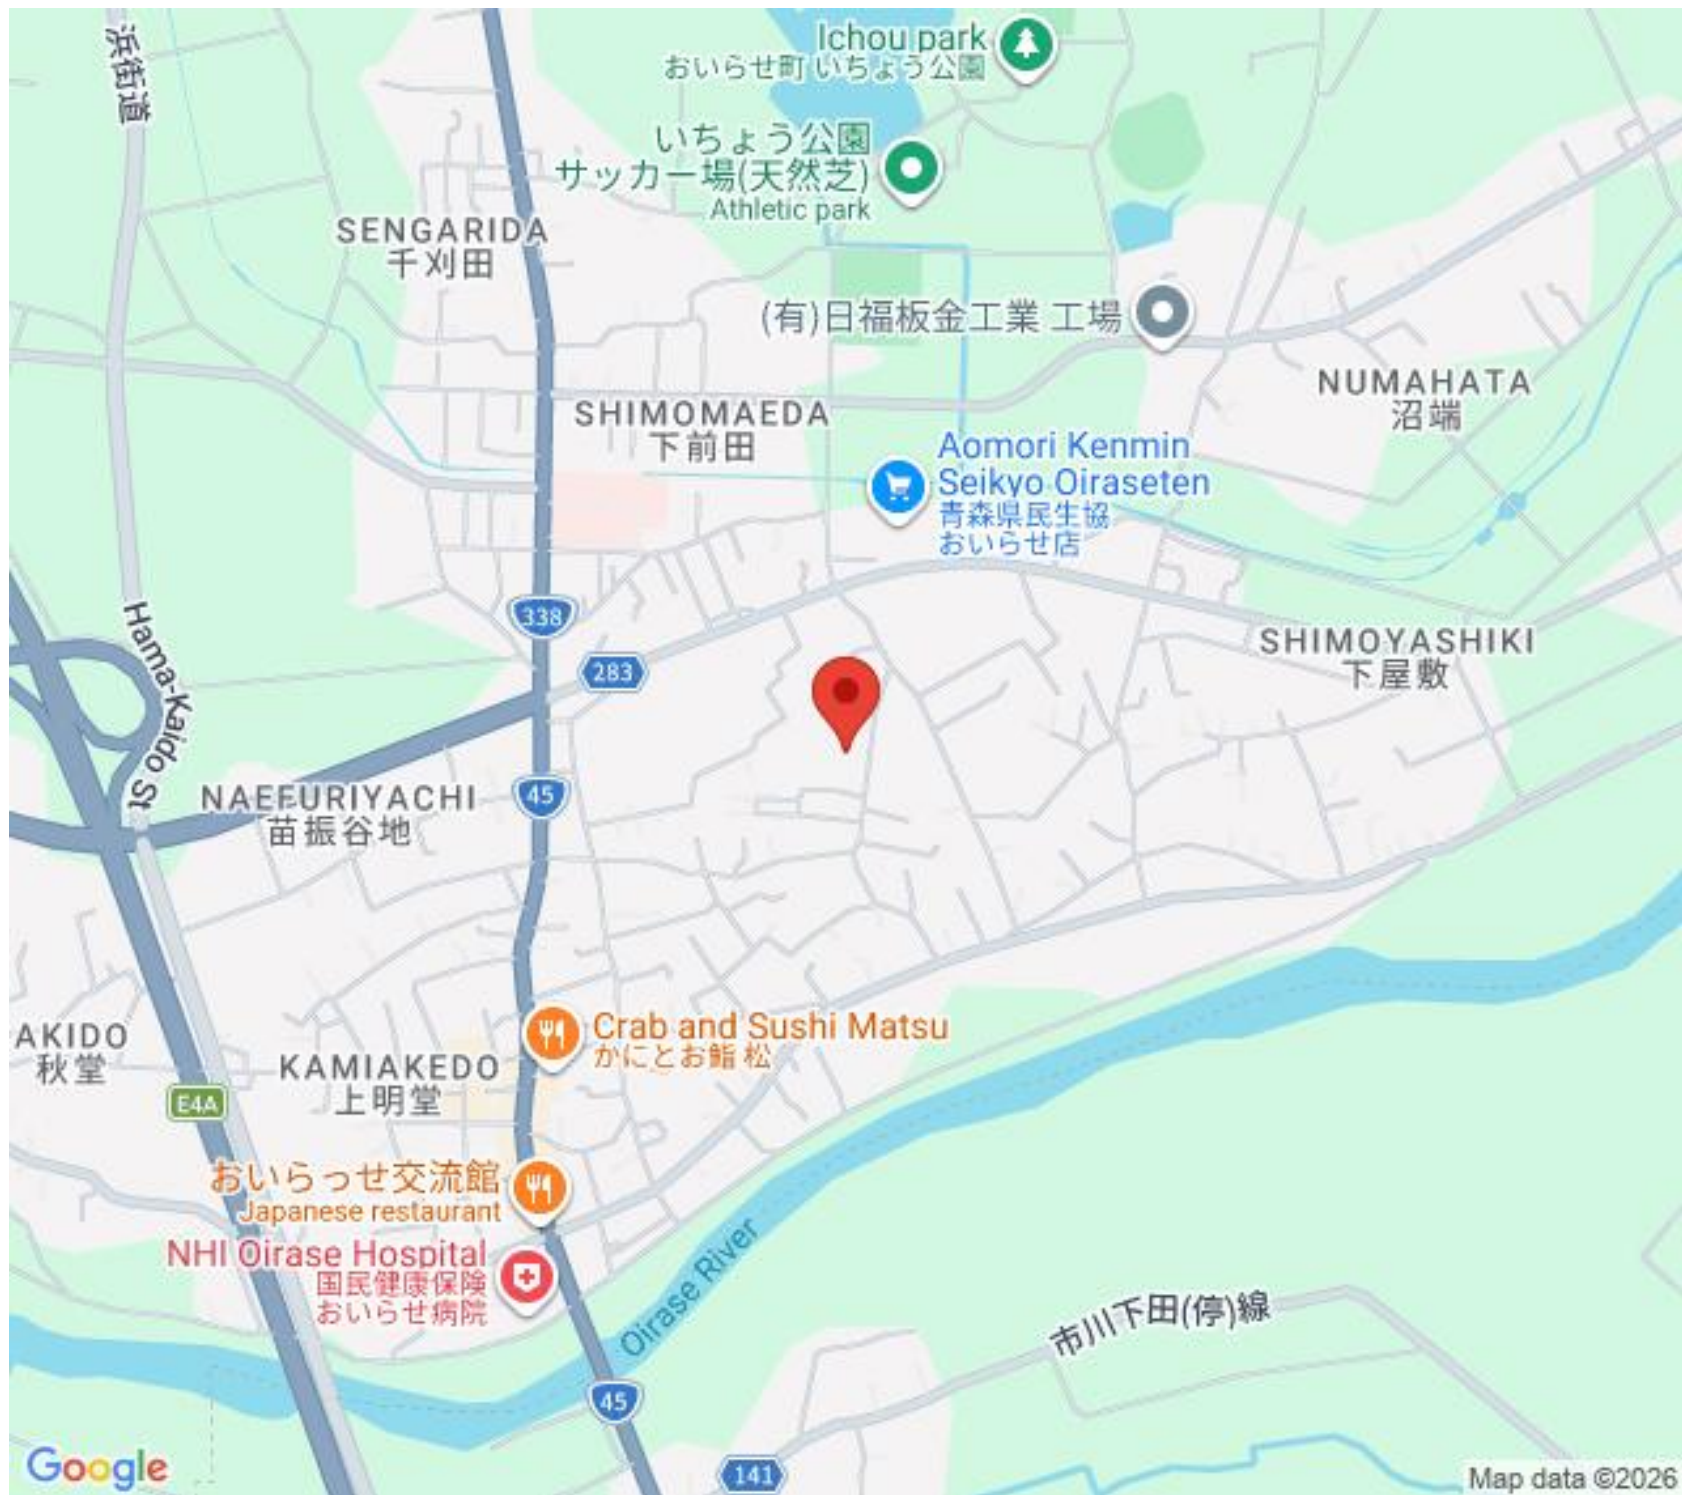 浜街道
Ichou park
おいらせ町 いちょう公園
いちょう公園
サッカー場(天然芝)
Athletic park
SENGARIDA
千刈田
(有)日福板金工業 工場
NUMAHATA
沼端
SHIMOMAEDA
下前田
Aomori Kenmin
Seikyo Oiraseten
青森県民生協
おいらせ店
338
283
SHIMOYASHIKI
下屋敷
Hama-Kaido St
45
NAEFURIYACHI
苗振谷地
Crab and Sushi Matsu
かにとお鮨 松
AKIDO
秋堂
KAMIAKEDO
上明堂
E4A
おいらっせ交流館
Japanese restaurant
NHI Oirase Hospital
国民健康保険
おいらせ病院
Oirase River
市川下田(停)線
45
141
Google
Map data ©2026